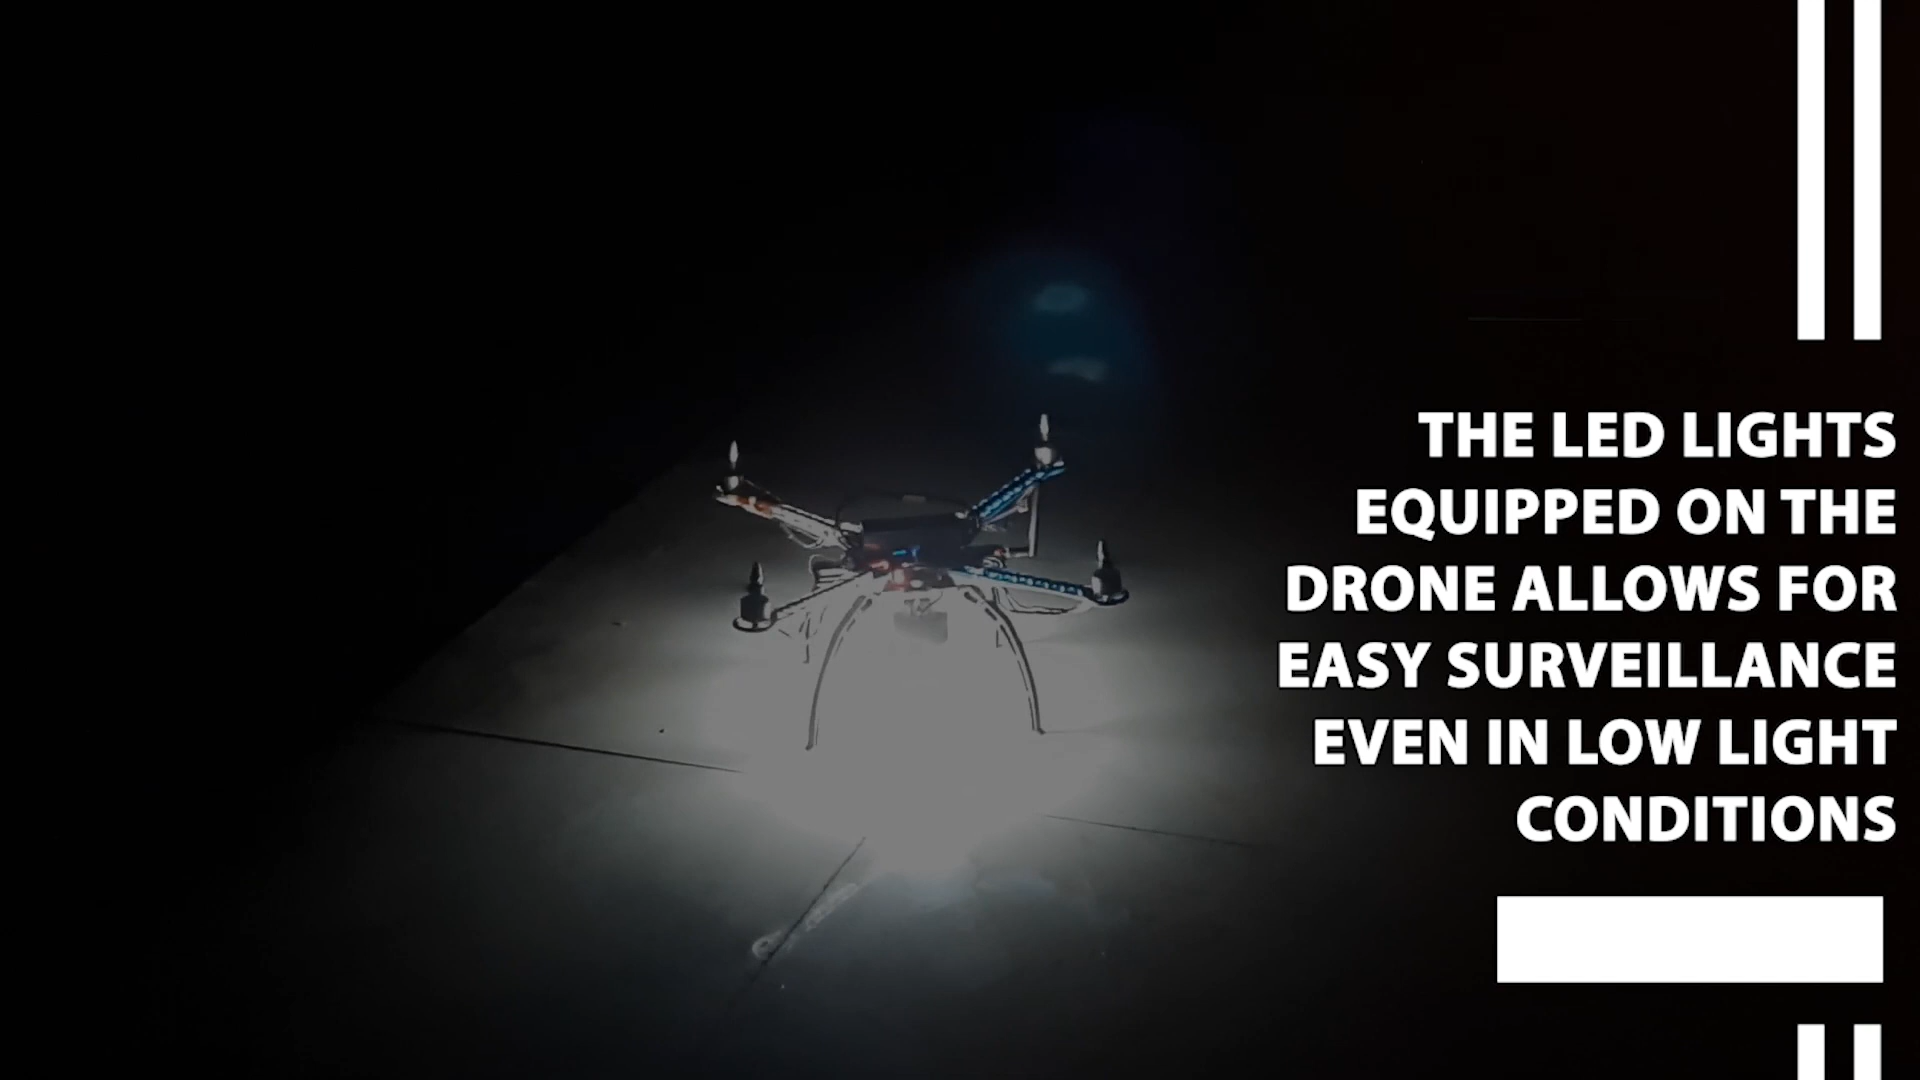 THE LED LIGHTS
EQUIPPED ON THE
DRONE ALLOWS FOR
EASY SURVEILLANCE
EVEN IN LOW LIGHT
CONDITIONS